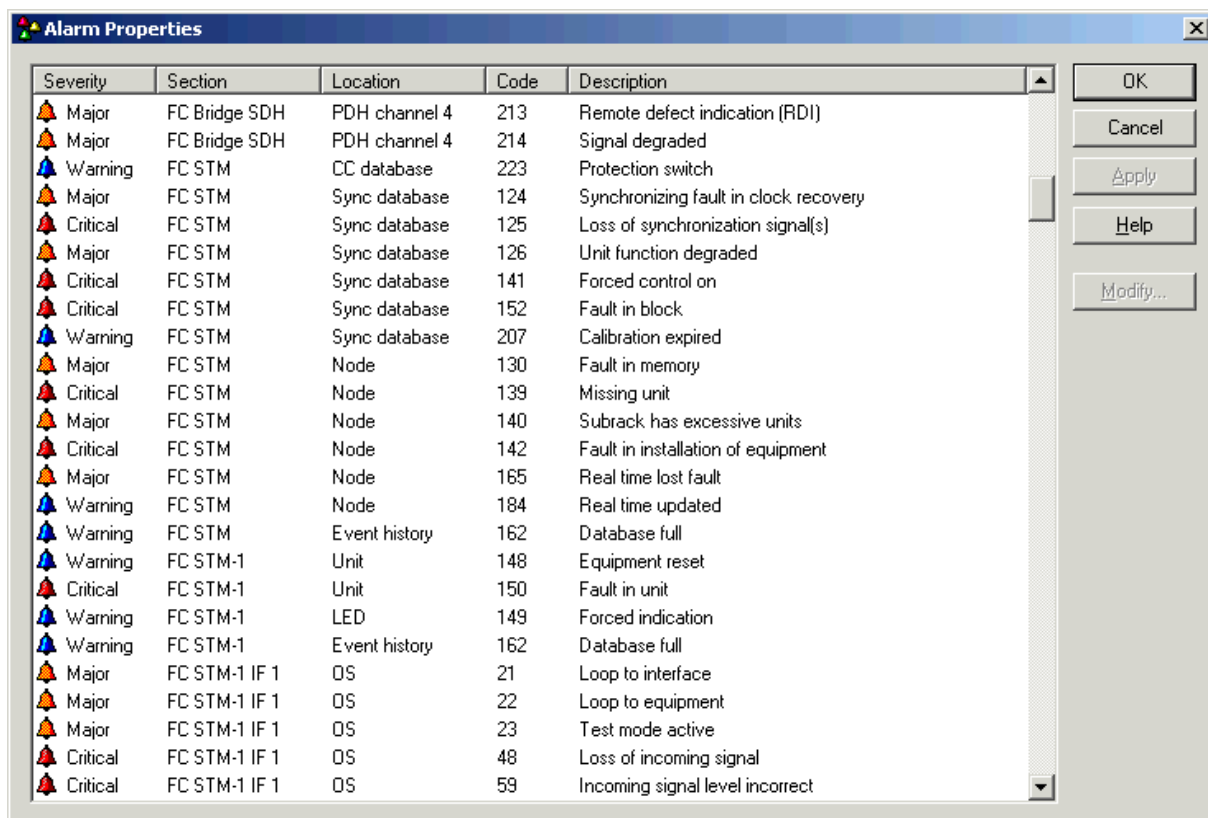 Alarm Properties
Severity Section Location Code Description
Major FC Bridge SDH PDH channel 4 213 Remote defect indication (RDI)
Major FC Bridge SDH PDH channel 4 214 Signal degraded
Warning FC STM CC database 223 Protection switch
Major FC STM Sync database 124 Synchronizing fault in clock recovery
Critical FC STM Sync database 125 Loss of synchronization signal(s)
Major FC STM Sync database 126 Unit function degraded
Critical FC STM Sync database 141 Forced control on
Critical FC STM Sync database 152 Fault in block
Warning FC STM Sync database 207 Calibration expired
Major FC STM Node 130 Fault in memory
Critical FC STM Node 139 Missing unit
Major FC STM Node 140 Subrack has excessive units
Critical FC STM Node 142 Fault in installation of equipment
Major FC STM Node 165 Real time lost fault
Warning FC STM Node 184 Real time updated
Warning FC STM Event history 162 Database full
Warning FC STM-1 Unit 148 Equipment reset
Critical FC STM-1 Unit 150 Fault in unit
Warning FC STM-1 LED 149 Forced indication
Warning FC STM-1 Event history 162 Database full
Major FC STM-1 IF 1 OS 21 Loop to interface
Major FC STM-1 IF 1 OS 22 Loop to equipment
Major FC STM-1 IF 1 OS 23 Test mode active
Critical FC STM-1 IF 1 OS 48 Loss of incoming signal
Critical FC STM-1 IF 1 OS 59 Incoming signal level incorrect
OK
Cancel
Apply
Help
Modify...